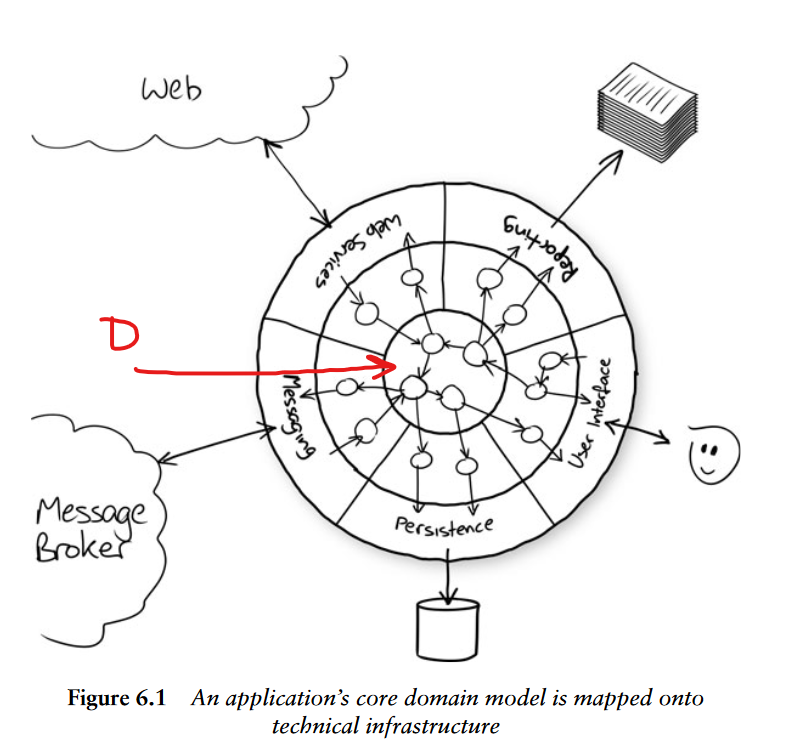 Web
Web Services
Reporting
D
Messaging
User Interface
Message
Broker
Persistence
Figure 6.1 An application's core domain model is mapped onto
technical infrastructure